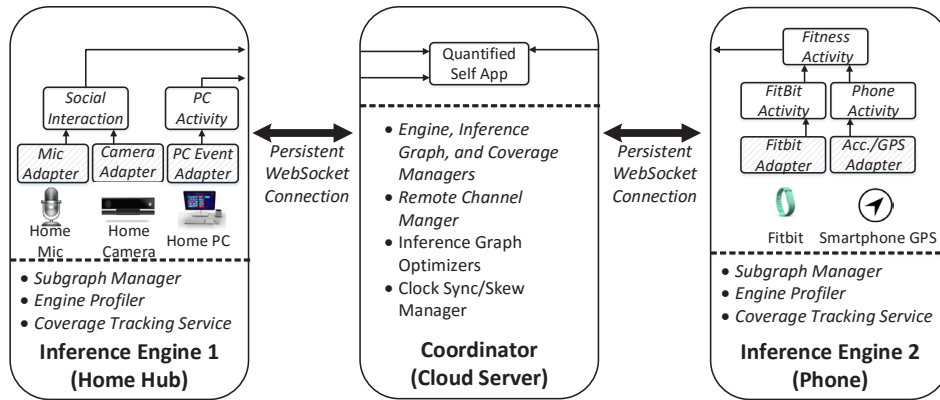 Social
Interaction
PC
Activity
Mic
Adapter
Camera
Adapter
PC Event
Adapter
Home
Mic
Home
Camera
Home PC
• Subgraph Manager
• Engine Profiler
• Coverage Tracking Service
Inference Engine 1
(Home Hub)
Persistent
WebSocket
Connection
Quantified
Self App
• Engine, Inference
Graph, and Coverage
Managers
• Remote Channel
Manger
• Inference Graph
Optimizers
• Clock Sync/Skew
Manager
Coordinator
(Cloud Server)
Persistent
WebSocket
Connection
Fitness
Activity
FitBit
Activity
Phone
Activity
Fitbit
Adapter
Acc./GPS
Adapter
Fitbit
Smartphone GPS
• Subgraph Manager
• Engine Profiler
• Coverage Tracking Service
Inference Engine 2
(Phone)